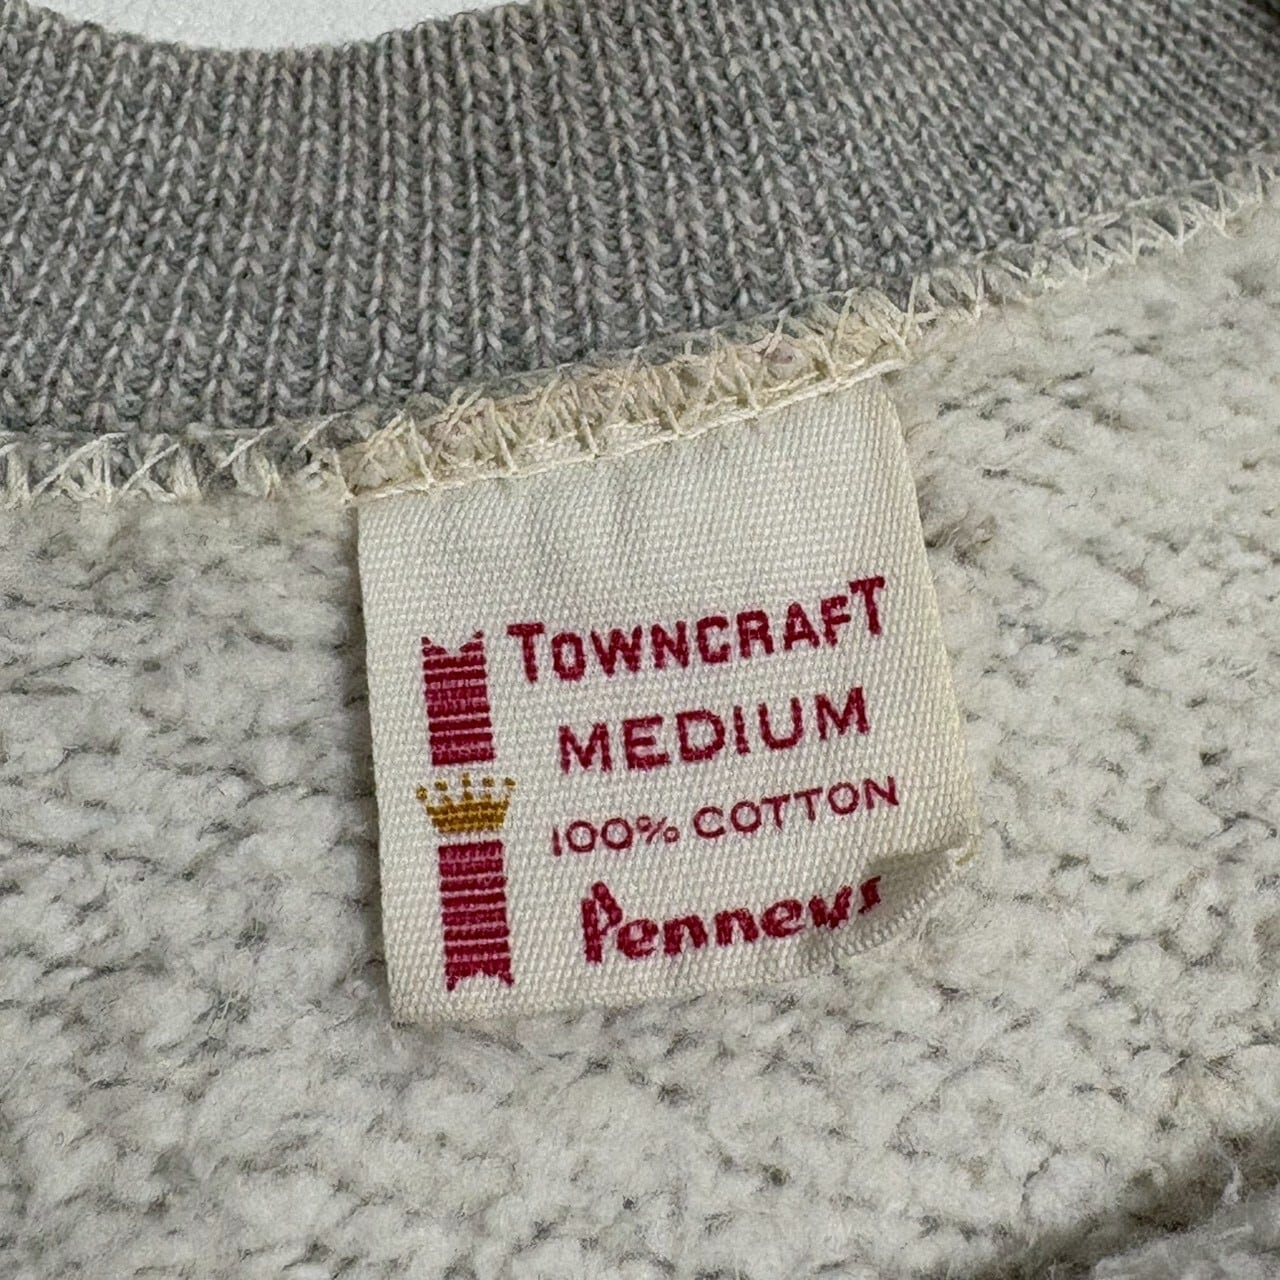 TOWNCRAFT
MEDIUM
100% COTTON
Penneys